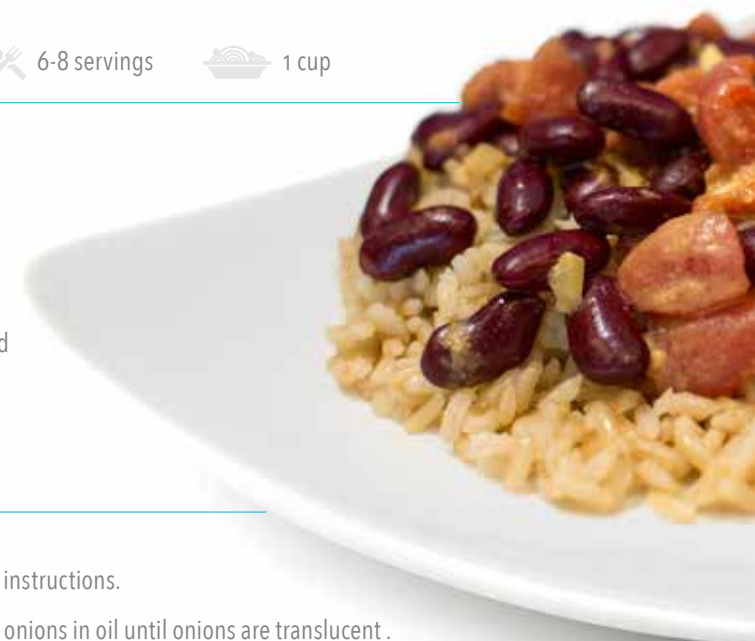 6-8 servings 1 cup
d
instructions.
onions in oil until onions are translucent .